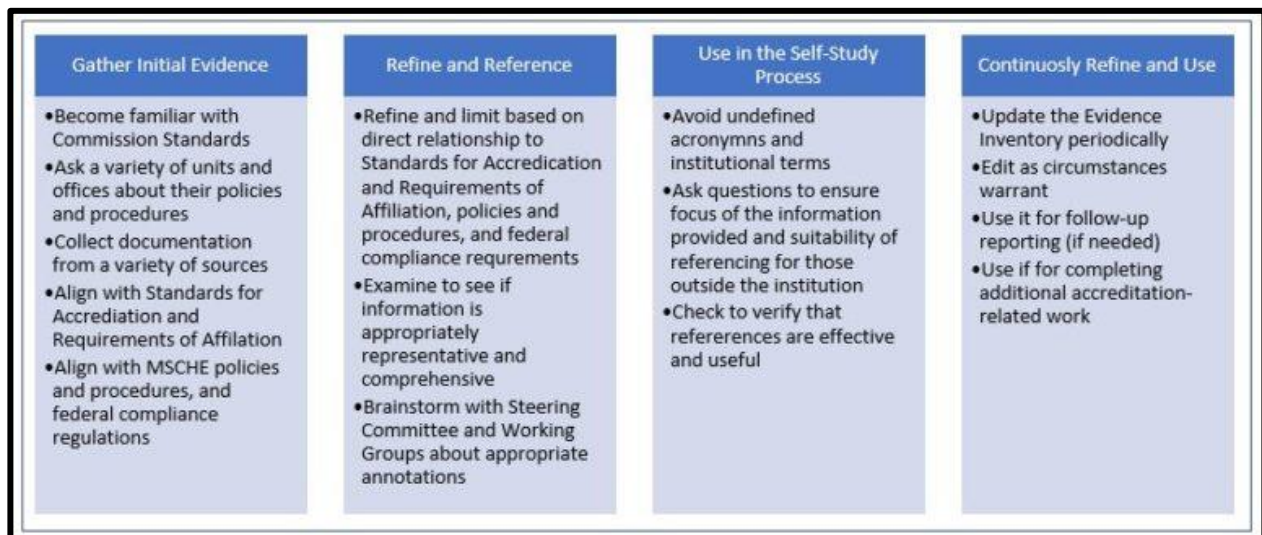 Gather Initial Evidence
•Become familiar with
Commission Standards
•Ask a variety of units and
offices about their policies
and procedures
•Collect documentation
from a variety of sources
•Align with Standards for
Accrediation and
Requirements of Affilation
•Align with MSCHE policies
and procedures, and
federal compliance
regulations
Refine and Reference
•Refine and limit based on
direct relationship to
Standards for Accredication
and Requirements of
Affiliation, policies and
procedures, and federal
compliance requrements
•Examine to see if
information is
appropriately
representative and
comprehensive
•Brainstorm with Steering
Committee and Working
Groups about appropriate
annotations
Use in the Self-Study
Process
•Avoid undefined
acronymns and
institutional terms
•Ask questions to ensure
focus of the information
provided and suitability of
referencing for those
outside the institution
•Check to verify that
refererences are effective
and useful
Continuosly Refine and Use
•Update the Evidence
Inventory periodically
•Edit as circumstances
warrant
•Use it for follow-up
reporting (if needed)
•Use if for completing
additional accreditation-
related work